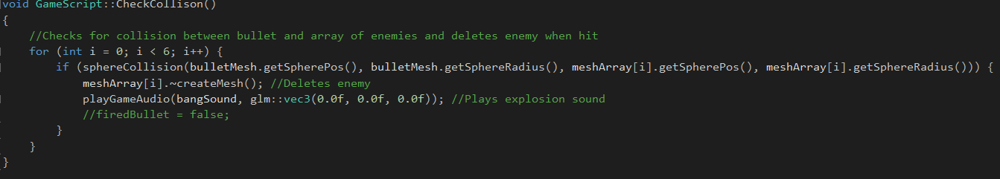 void GameScript::CheckCollison()
{
    //Checks for collision between bullet and array of enemies and deletes enemy when hit
    for (int i = 0; i < 6; i++) {
        if (sphereCollision(bulletMesh.getSpherePos(), bulletMesh.getSphereRadius(), meshArray[i].getSpherePos(), meshArray[i].getSphereRadius())) {
            meshArray[i].~createMesh(); //Deletes enemy
            playGameAudio(bangSound, glm::vec3(0.0f, 0.0f, 0.0f)); //Plays explosion sound
            //firedBullet = false;
        }
    }
}